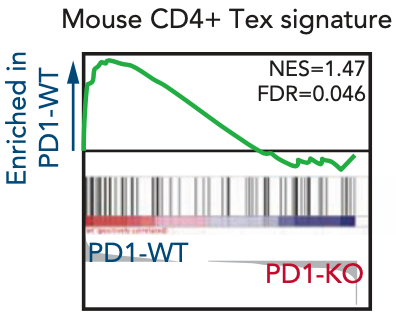 Mouse CD4+ Tex signature
Enriched in
PD1-WT
NES=1.47
FDR=0.046
PD1-WT
PD1-KO